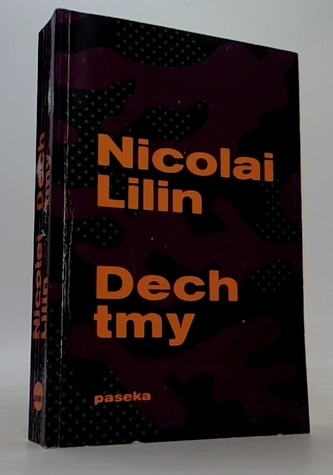 Nicolai
Lilin
Dech
tmy
paseka
Nicolai Dech
Lilin tmy